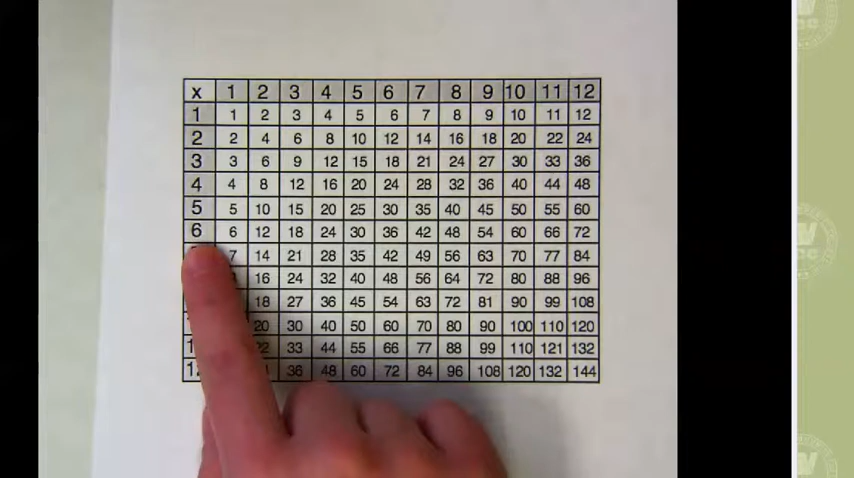 x 1 2 3 4 5 6 7 8 9 10 11 12
1 1 2 3 4 5 6 7 8 9 10 11 12
2 2 4 6 8 10 12 14 16 18 20 22 24
3 3 6 9 12 15 18 21 24 27 30 33 36
4 4 8 12 16 20 24 28 32 36 40 44 48
5 5 10 15 20 25 30 35 40 45 50 55 60
6 6 12 18 24 30 36 42 48 54 60 66 72
7 14 21 28 35 42 49 56 63 70 77 84
16 24 32 40 48 56 64 72 80 88 96
18 27 36 45 54 63 72 81 90 99 108
20 30 40 50 60 70 80 90 100 110 120
33 44 55 66 77 88 99 110 121 132
36 48 60 72 84 96 108 120 132 144